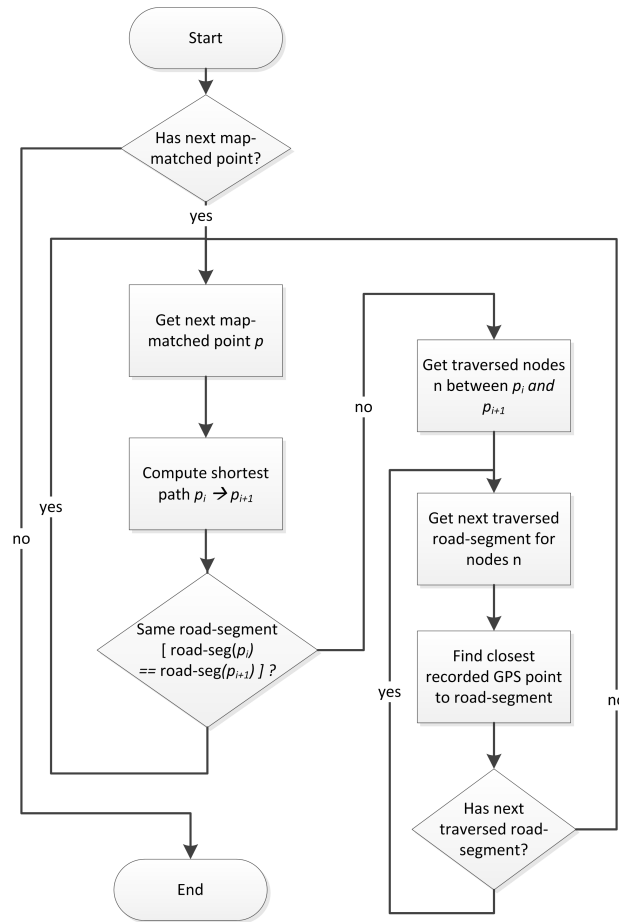 Start
Has next map-
matched point?
yes
Get next map-
matched point p
Compute shortest
path pᵢ → pᵢ₊₁
Same road-segment
[ road-seg(pᵢ)
== road-seg(pᵢ₊₁) ] ?
yes
no
no
Get traversed nodes
n between pᵢ and
pᵢ₊₁
Get next traversed
road-segment for
nodes n
Find closest
recorded GPS point
to road-segment
yes
no
Has next
traversed road-
segment?
End